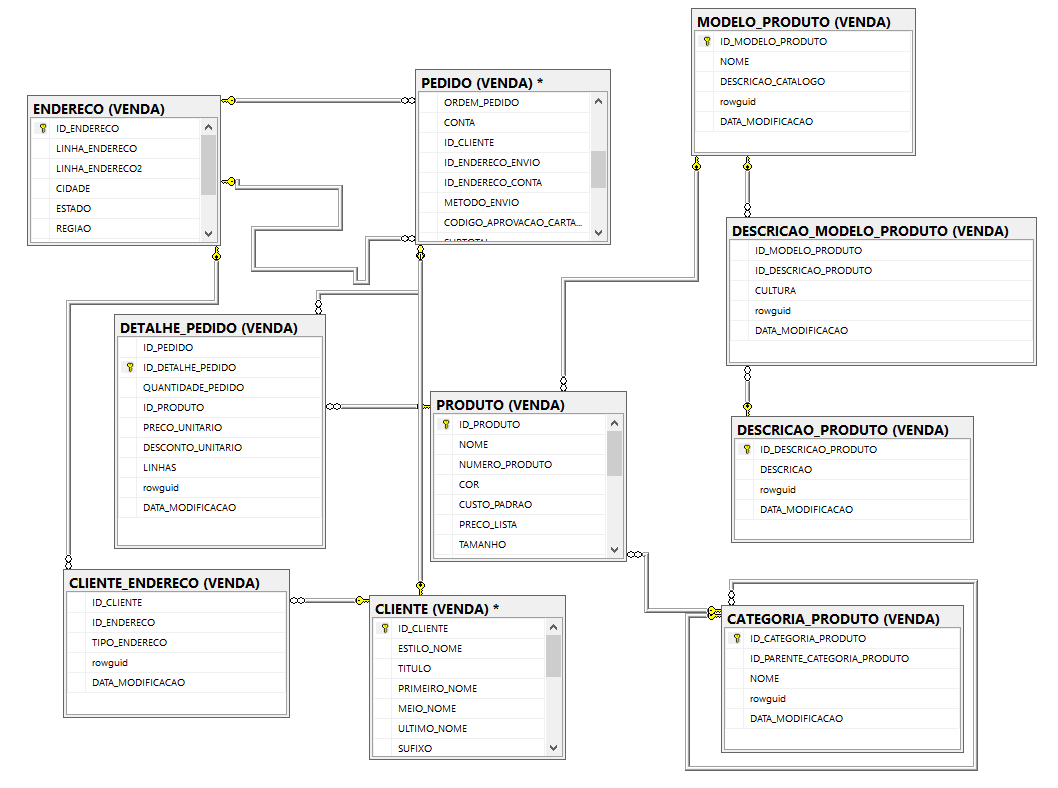 MODELO_PRODUTO (VENDA)
ID_MODELO_PRODUTO
NOME
DESCRICAO_CATALOGO
rowguid
DATA_MODIFICACAO
PEDIDO (VENDA) *
ORDEM_PEDIDO
CONTA
ID_CLIENTE
ID_ENDERECO_ENVIO
ID_ENDERECO_CONTA
METODO_ENVIO
CODIGO_APROVACAO_CARTA...
SUBTOTAL
ENDERECO (VENDA)
ID_ENDERECO
LINHA_ENDERECO
LINHA_ENDERECO2
CIDADE
ESTADO
REGIAO
DESCRICAO_MODELO_PRODUTO (VENDA)
ID_MODELO_PRODUTO
ID_DESCRICAO_PRODUTO
CULTURA
rowguid
DATA_MODIFICACAO
DETALHE_PEDIDO (VENDA)
ID_PEDIDO
ID_DETALHE_PEDIDO
QUANTIDADE_PEDIDO
ID_PRODUTO
PRECO_UNITARIO
DESCONTO_UNITARIO
LINHAS
rowguid
DATA_MODIFICACAO
PRODUTO (VENDA)
ID_PRODUTO
NOME
NUMERO_PRODUTO
COR
CUSTO_PADRAO
PRECO_LISTA
TAMANHO
DESCRICAO_PRODUTO (VENDA)
ID_DESCRICAO_PRODUTO
DESCRICAO
rowguid
DATA_MODIFICACAO
CLIENTE_ENDERECO (VENDA)
ID_CLIENTE
ID_ENDERECO
TIPO_ENDERECO
rowguid
DATA_MODIFICACAO
CLIENTE (VENDA) *
ID_CLIENTE
ESTILO_NOME
TITULO
PRIMEIRO_NOME
MEIO_NOME
ULTIMO_NOME
SUFIXO
CATEGORIA_PRODUTO (VENDA)
ID_CATEGORIA_PRODUTO
ID_PARENTE_CATEGORIA_PRODUTO
NOME
rowguid
DATA_MODIFICACAO